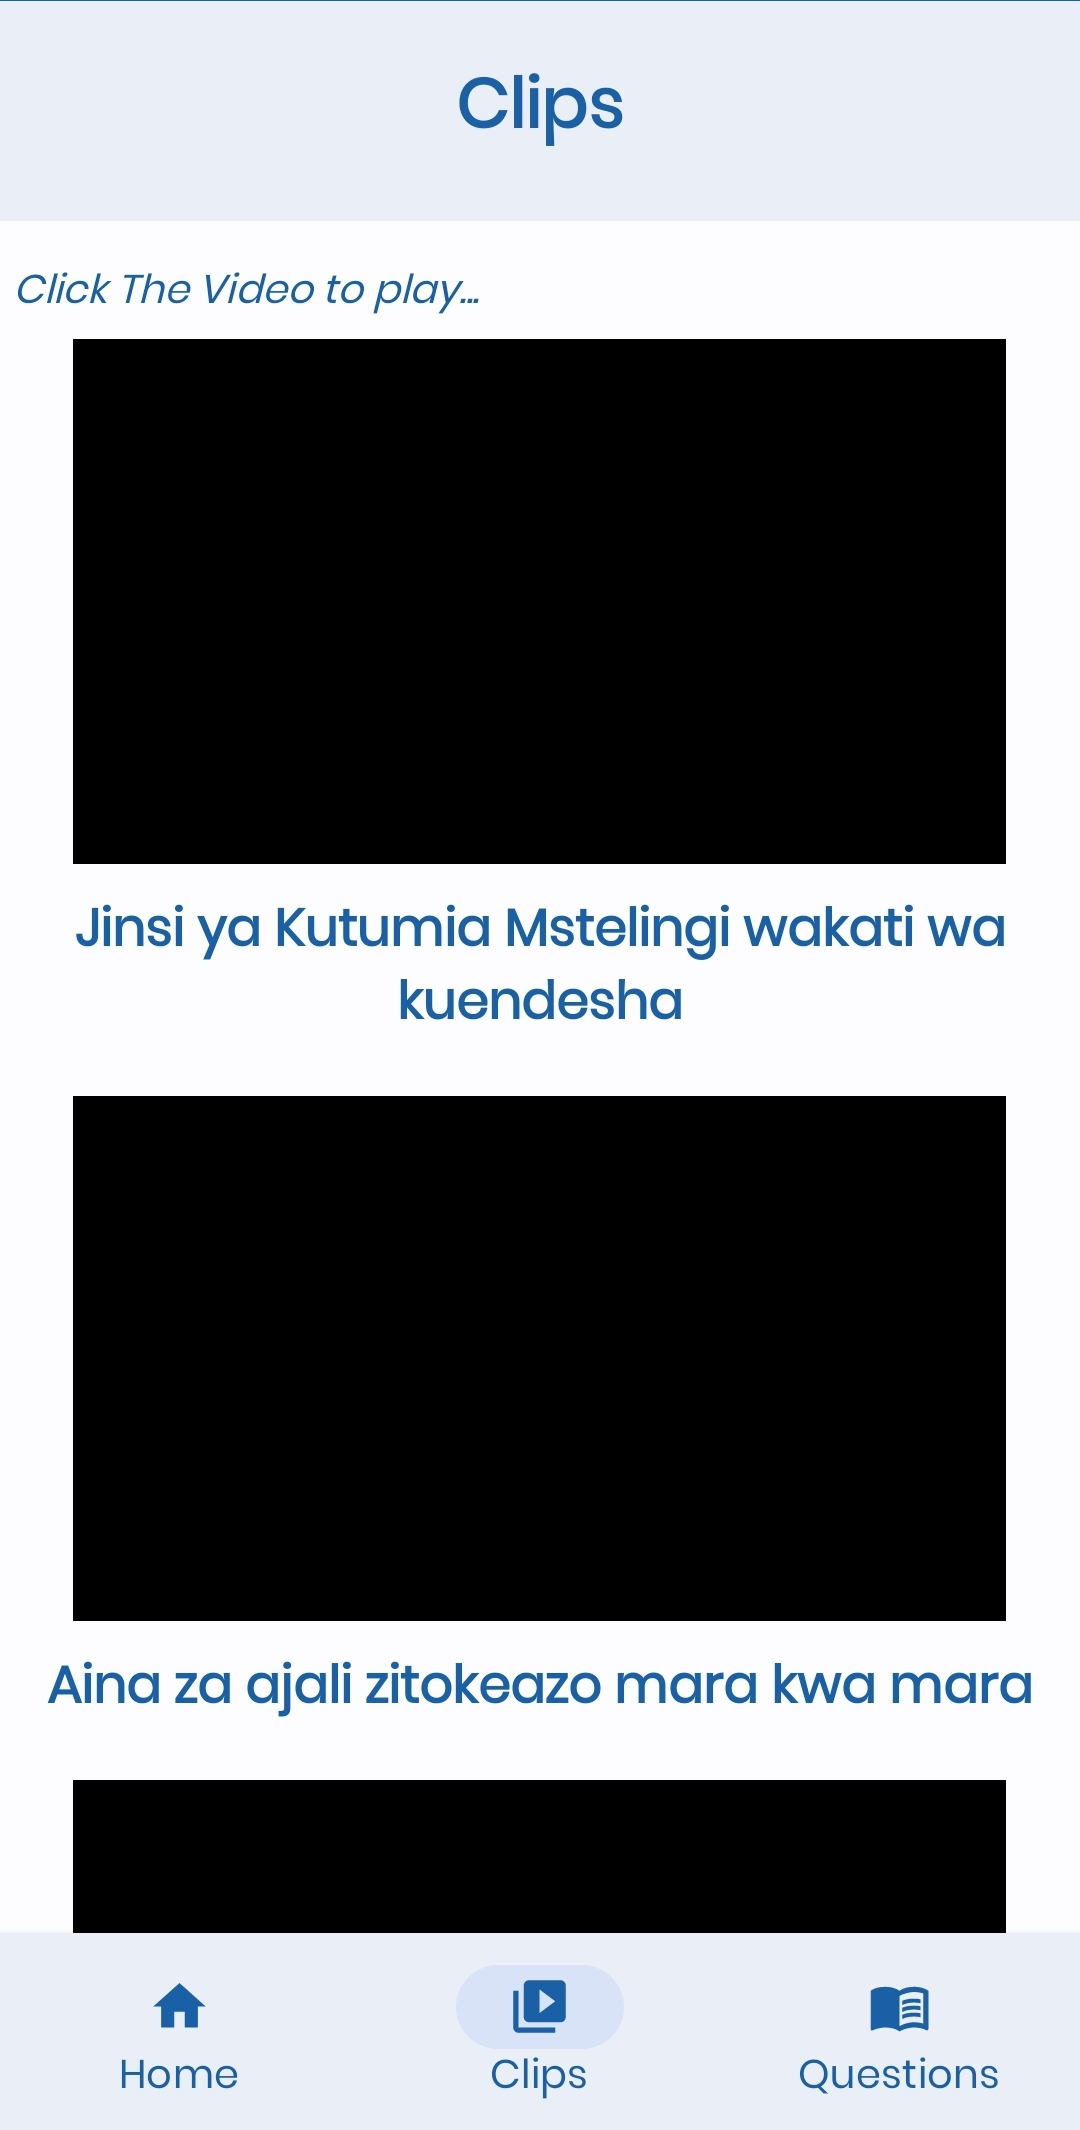 Clips
Click The Video to play...
Jinsi ya Kutumia Mstelingi wakati wa
kuendesha
Aina za ajali zitokeazo mara kwa mara
Home
Clips
Questions